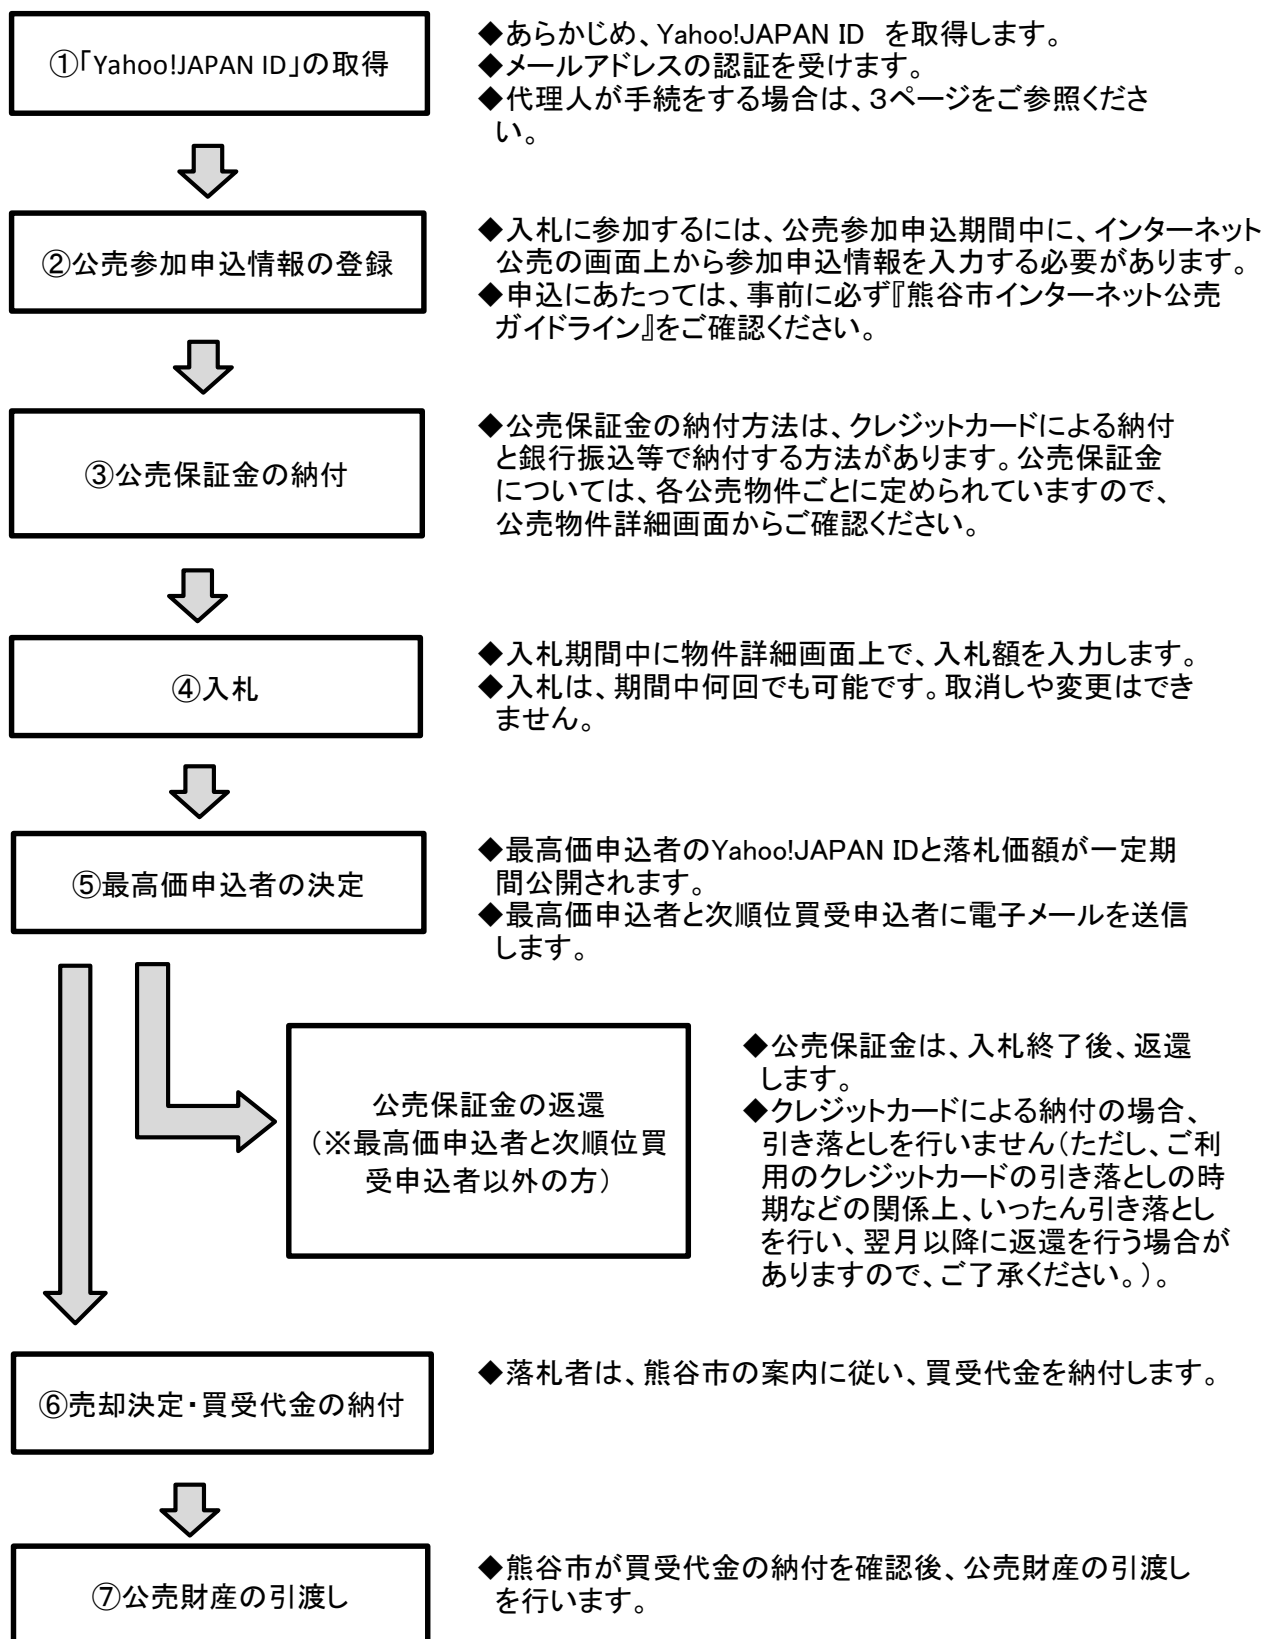 ①「Yahoo!JAPAN ID」の取得
◆あらかじめ、Yahoo!JAPAN ID　を取得します。
◆メールアドレスの認証を受けます。
◆代理人が手続をする場合は、３ページをご参照くださ
い。
②公売参加申込情報の登録
◆入札に参加するには、公売参加申込期間中に、インターネット
公売の画面上から参加申込情報を入力する必要があります。
◆申込にあたっては、事前に必ず『熊谷市インターネット公売
ガイドライン』をご確認ください。
③公売保証金の納付
◆公売保証金の納付方法は、クレジットカードによる納付
と銀行振込等で納付する方法があります。公売保証金
については、各公売物件ごとに定められていますので、
公売物件詳細画面からご確認ください。
④入札
◆入札期間中に物件詳細画面上で、入札額を入力します。
◆入札は、期間中何回でも可能です。取消しや変更はでき
ません。
⑤最高価申込者の決定
◆最高価申込者のYahoo!JAPAN IDと落札価額が一定期
間公開されます。
◆最高価申込者と次順位買受申込者に電子メールを送信
します。
公売保証金の返還
（※最高価申込者と次順位買
受申込者以外の方）
◆公売保証金は、入札終了後、返還
します。
◆クレジットカードによる納付の場合、
引き落としを行いません（ただし、ご利
用のクレジットカードの引き落としの時
期などの関係上、いったん引き落とし
を行い、翌月以降に返還を行う場合が
ありますので、ご了承ください。）。
⑥売却決定・買受代金の納付
◆落札者は、熊谷市の案内に従い、買受代金を納付します。
⑦公売財産の引渡し
◆熊谷市が買受代金の納付を確認後、公売財産の引渡し
を行います。